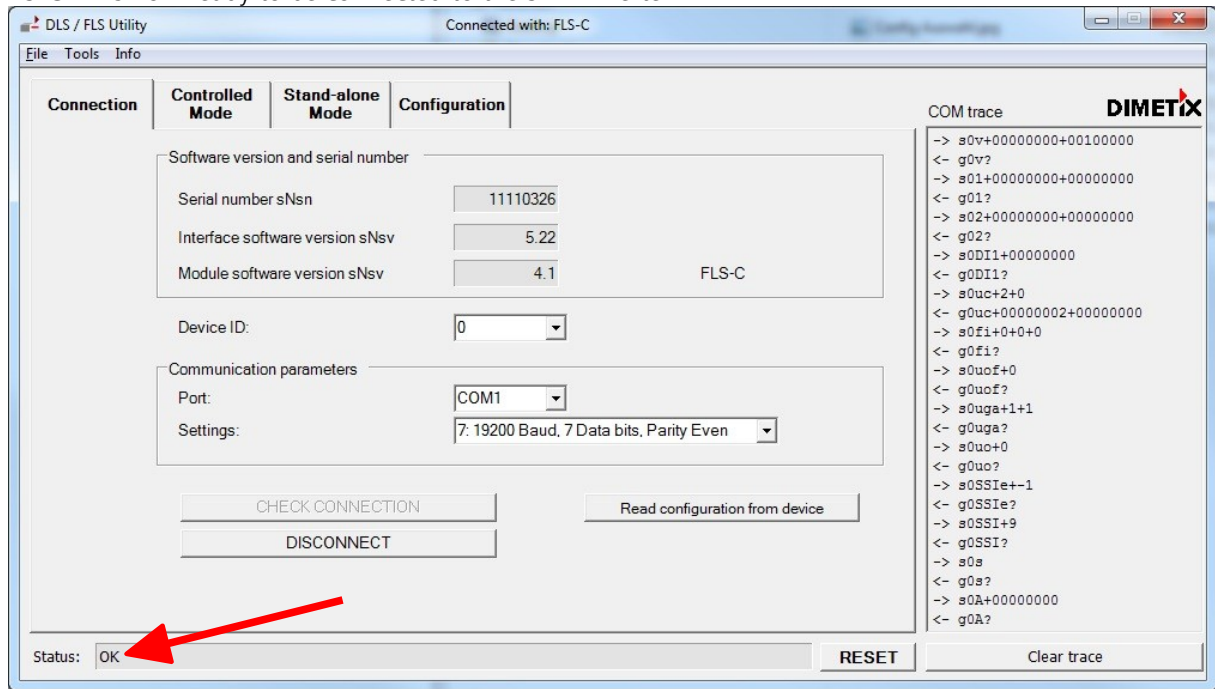 DLS / FLS Utility
Connected with: FLS-C
File Tools Info
Connection
Controlled Mode
Stand-alone Mode
Configuration
Software version and serial number
Serial number sNsn 11110326
Interface software version sNsv 5.22
Module software version sNsv 4.1 FLS-C
Device ID: 0
Communication parameters
Port: COM1
Settings: 7: 19200 Baud, 7 Data bits, Parity Even
CHECK CONNECTION
Read configuration from device
DISCONNECT
Status: OK
RESET
COM trace
DIMETIX
-> s0v+00000000+00100000
<- g0v?
-> s01+00000000+00000000
<- g01?
-> s02+00000000+00000000
<- g02?
-> s0DI1+00000000
<- g0DI1?
-> s0uc+2+0
<- g0uc+00000002+00000000
-> s0fi+0+0+0
<- g0fi?
-> s0uof+0
<- g0uof?
-> s0uga+1+1
<- g0uga?
-> s0uo+0
<- g0uo?
-> s0SSIe+-1
<- g0SSIe?
-> s0SSI+9
<- g0SSI?
-> s0s
<- g0s?
-> s0A+00000000
<- g0A?
Clear trace